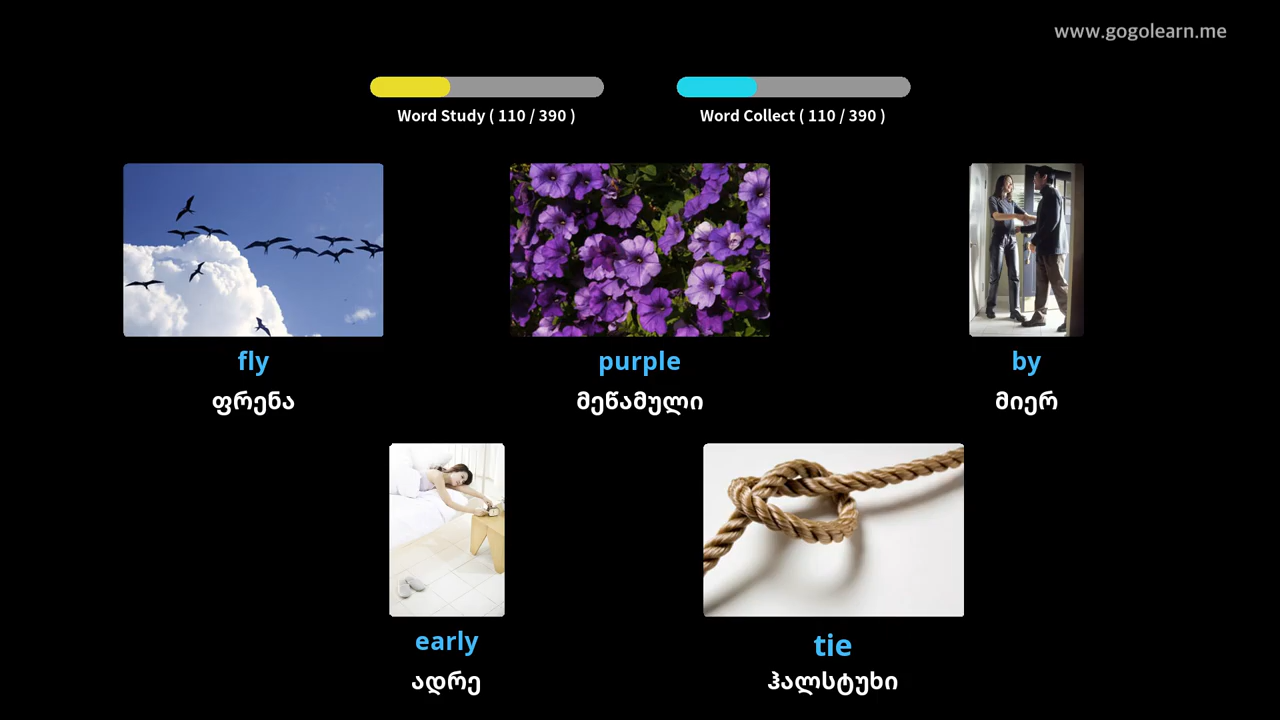 www.gogolearn.me
Word Study ( 110 / 390 )
Word Collect ( 110 / 390 )
fly
ფრენა
purple
მეწამული
by
მიერ
early
ადრე
tie
ჰალსტუხი